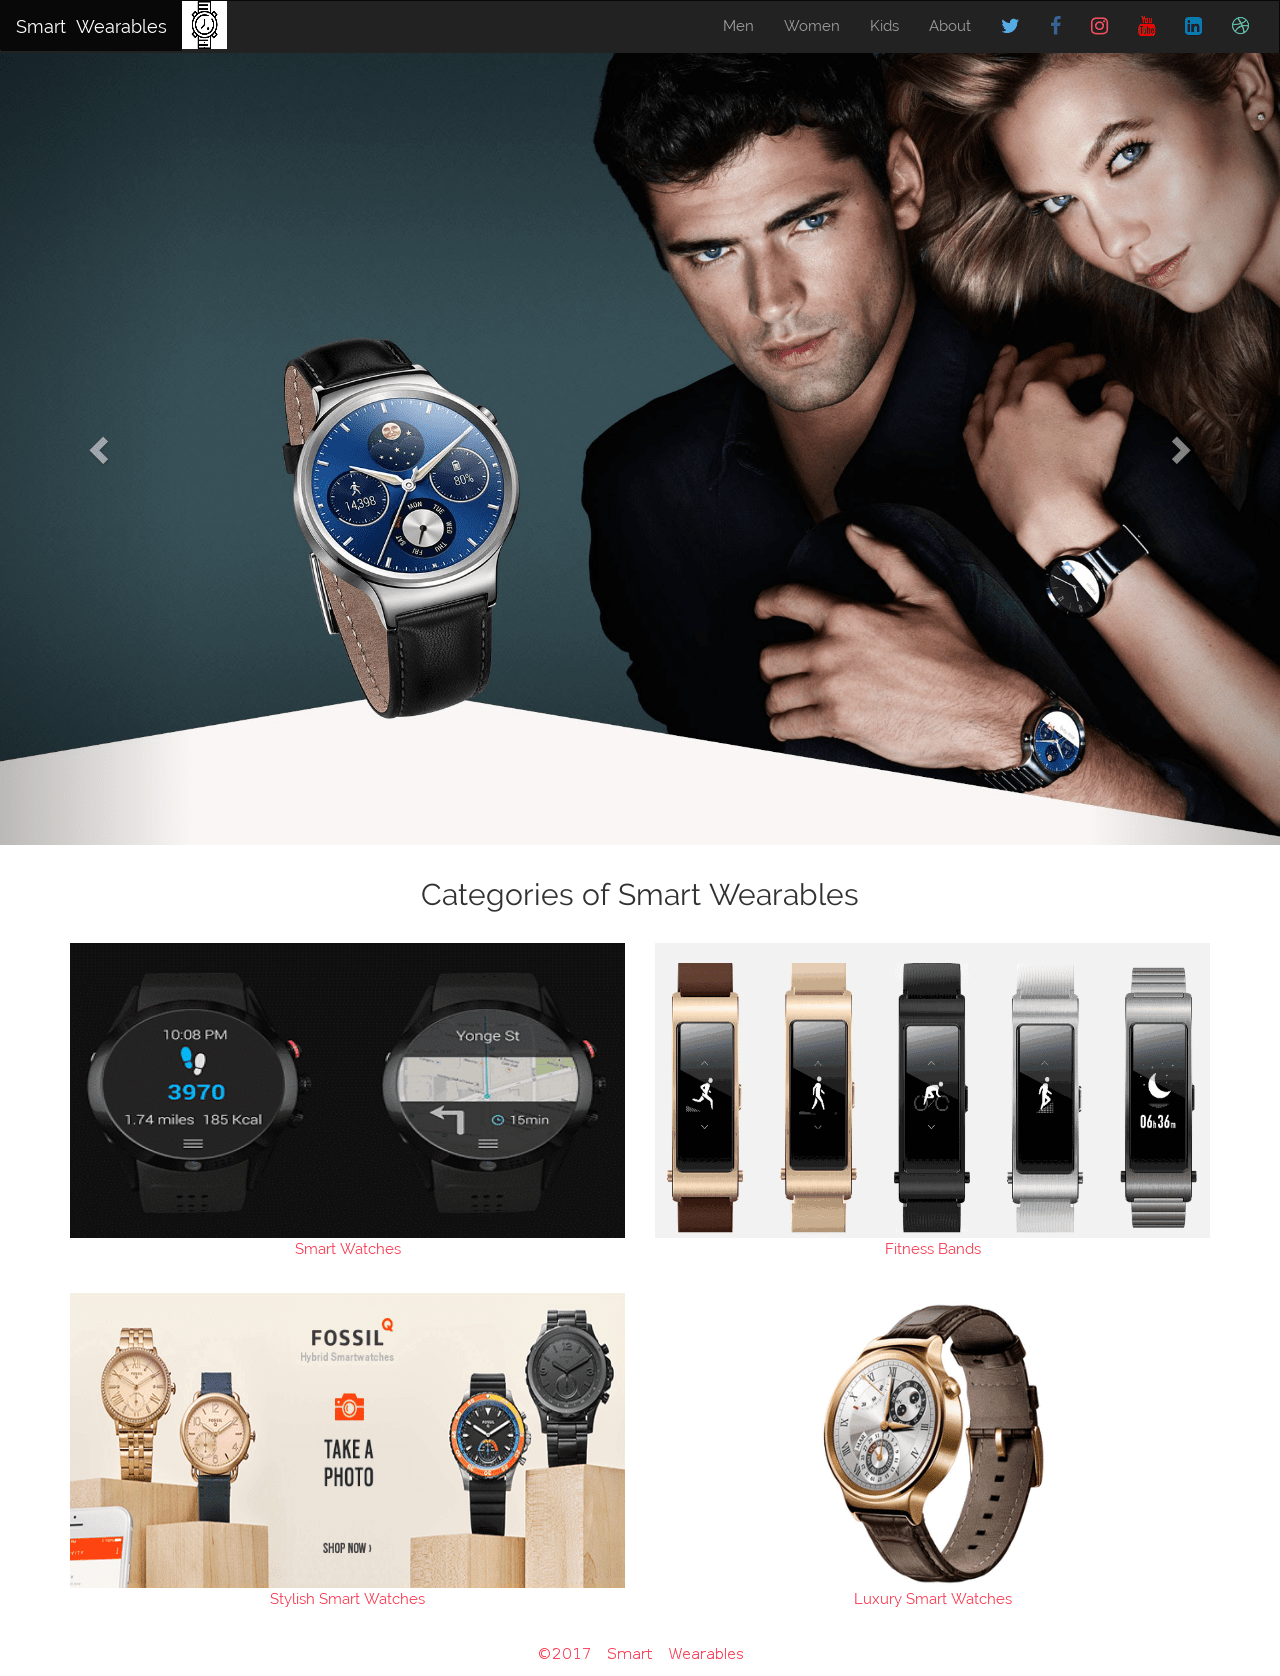 Smart Wearables Men Women Kids About
14,398
80%
MON TUE WED THU FRI SAT
Categories of Smart Wearables
10:08 PM
3970
1.74 miles 185 Kcal
Yonge St
15min
06h36m
Smart Watches
Fitness Bands
FOSSIL Q
Hybrid Smartwatches
TAKE A
PHOTO
SHOP NOW ›
Stylish Smart Watches
Luxury Smart Watches
©2017 Smart Wearables